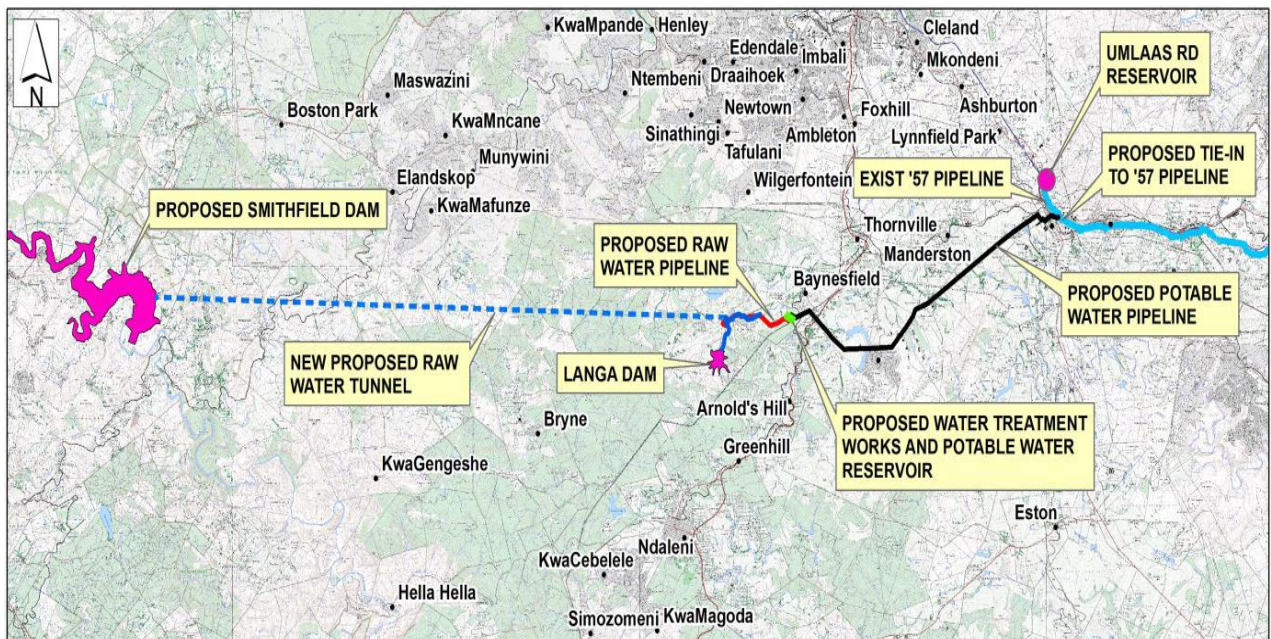 KwaMpande
Henley
Cleland
Edendale
Imbali
Mkondeni
UMLAAS RD
RESERVOIR
N
Maswazini
Ntembeni
Draaihoek
Boston Park
Newtown
Ashburton
KwaMncane
Sinathingi
Ambleton
Foxhill
Lynnfield Park
Tafulani
Munywini
EXIST '57 PIPELINE
PROPOSED TIE-IN
TO '57 PIPELINE
Elandskop
Wilgerfontein
PROPOSED SMITHFIELD DAM
KwaMafunze
Thornville
PROPOSED RAW
WATER PIPELINE
Manderston
Baynesfield
PROPOSED POTABLE
WATER PIPELINE
NEW PROPOSED RAW
WATER TUNNEL
LANGA DAM
Arnold's Hill
PROPOSED WATER TREATMENT
WORKS AND POTABLE WATER
RESERVOIR
Bryne
Greenhill
KwaGengeshe
Eston
Ndaleni
KwaCebelele
Hella Hella
Simozomeni
KwaMagoda